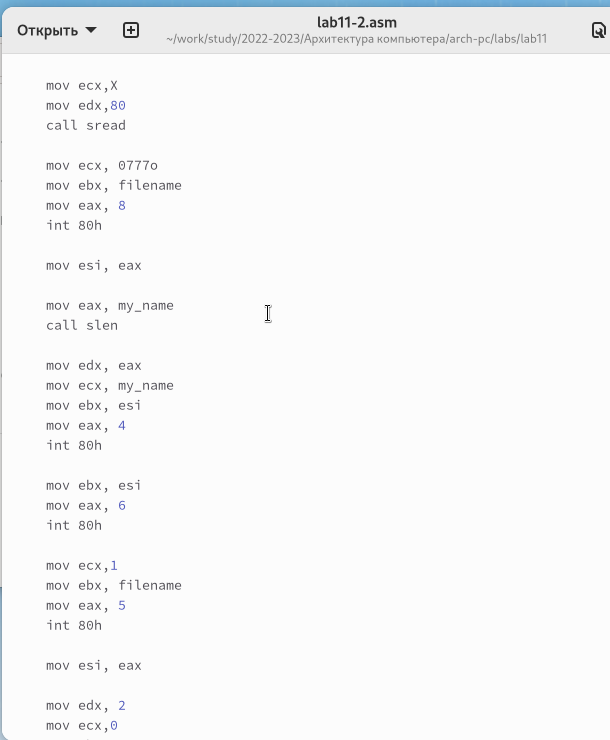 Открыть
lab11-2.asm
~/work/study/2022-2023/Архитектура компьютера/arch-pc/labs/lab11
mov ecx,X
mov edx,80
call sread
mov ecx, 0777o
mov ebx, filename
mov eax, 8
int 80h
mov esi, eax
mov eax, my_name
call slen
mov edx, eax
mov ecx, my_name
mov ebx, esi
mov eax, 4
int 80h
mov ebx, esi
mov eax, 6
int 80h
mov ecx,1
mov ebx, filename
mov eax, 5
int 80h
mov esi, eax
mov edx, 2
mov ecx,0